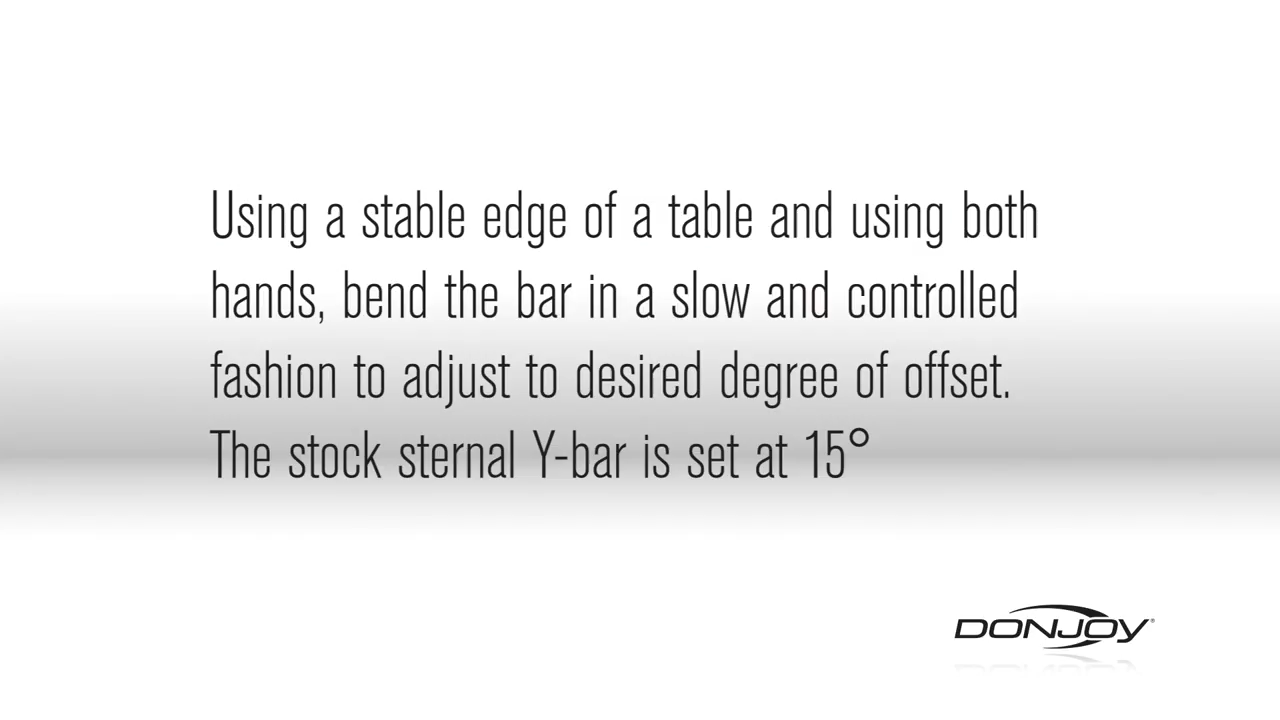 Using a stable edge of a table and using both
hands, bend the bar in a slow and controlled
fashion to adjust to desired degree of offset.
The stock sternal Y-bar is set at 15°
DONJOY®